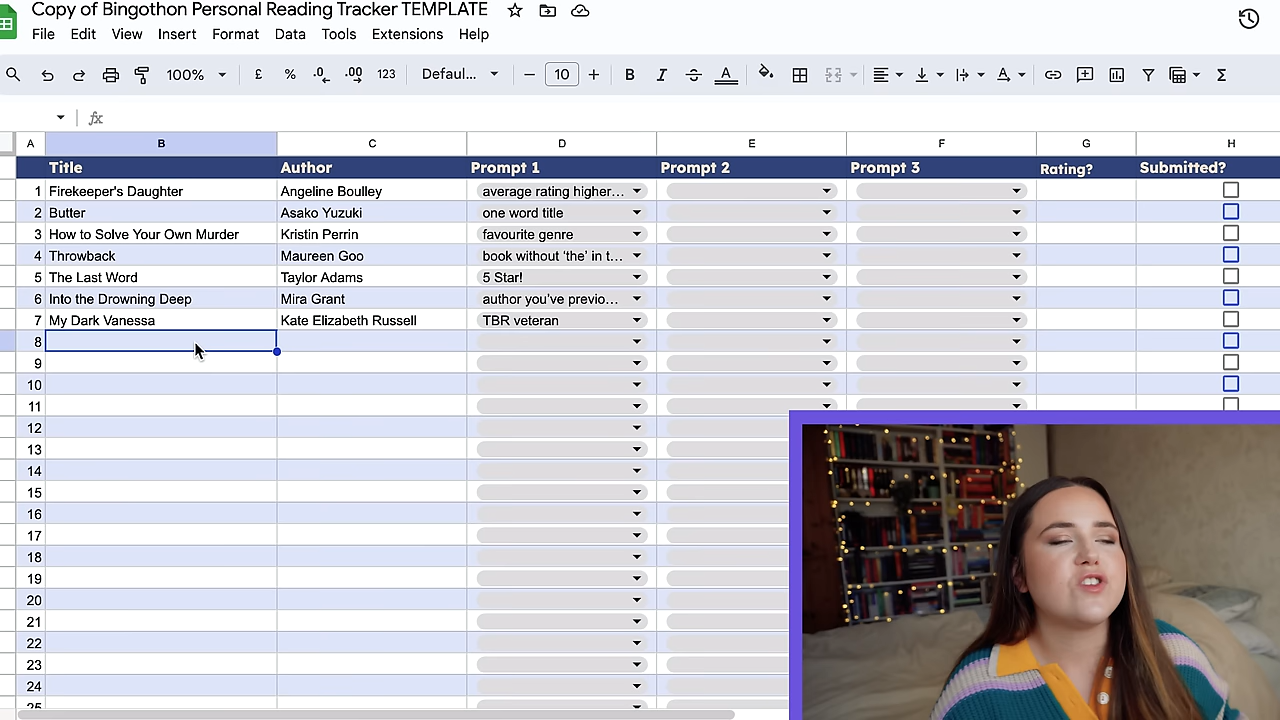 Copy of Bingothon Personal Reading Tracker TEMPLATE
File Edit View Insert Format Data Tools Extensions Help
100% £ % .0 .00 123 Defaul... 10 B I S A Σ
fx
A B C D E F G H
Title Author Prompt 1 Prompt 2 Prompt 3 Rating? Submitted?
1 Firekeeper's Daughter Angeline Boulley average rating higher...
2 Butter Asako Yuzuki one word title
3 How to Solve Your Own Murder Kristin Perrin favourite genre
4 Throwback Maureen Goo book without ‘the’ in t...
5 The Last Word Taylor Adams 5 Star!
6 Into the Drowning Deep Mira Grant author you’ve previo...
7 My Dark Vanessa Kate Elizabeth Russell TBR veteran
8
9
10
11
12
13
14
15
16
17
18
19
20
21
22
23
24
25